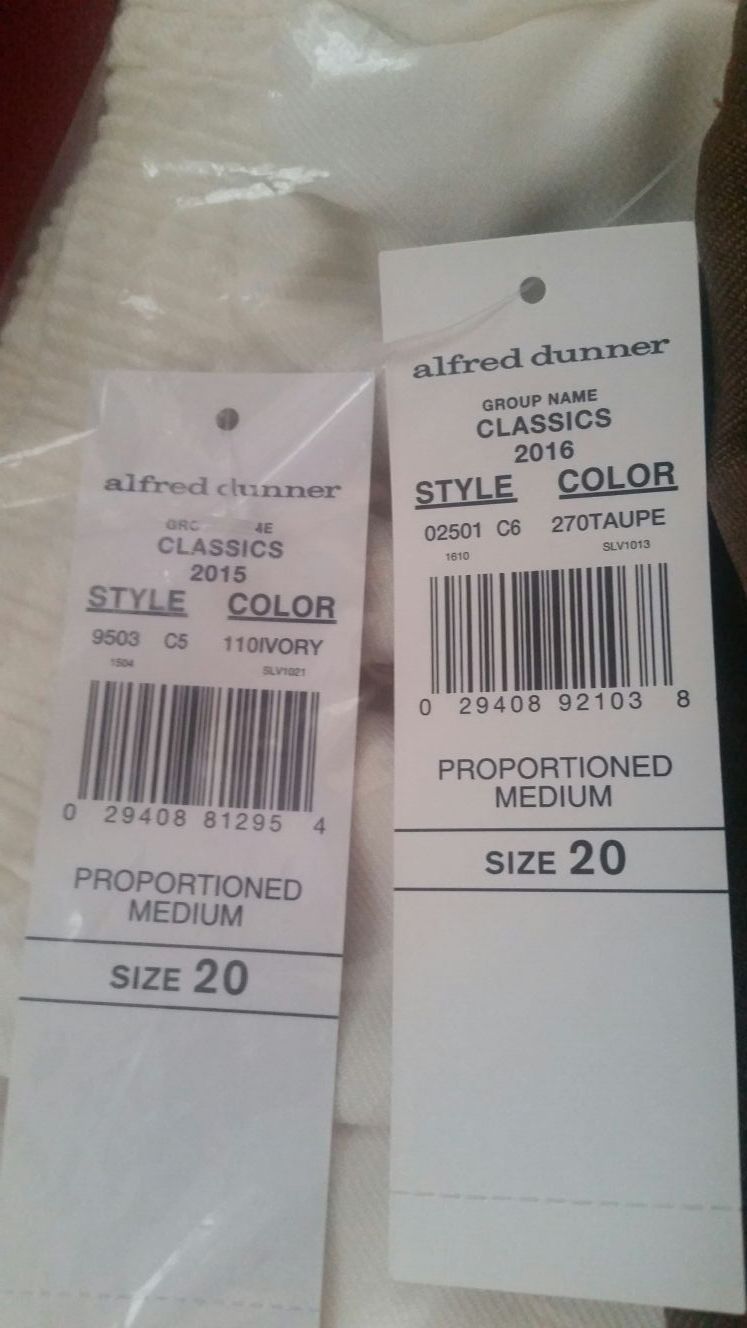 alfred dunner
CLASSICS
2015
STYLE COLOR
9503 C5 110IVORY
1504 SLV1021
0 29408 81295 4
PROPORTIONED
MEDIUM
SIZE 20
alfred dunner
GROUP NAME
CLASSICS
2016
STYLE COLOR
02501 C6 270TAUPE
1610 SLV1013
0 29408 92103 8
PROPORTIONED
MEDIUM
SIZE 20